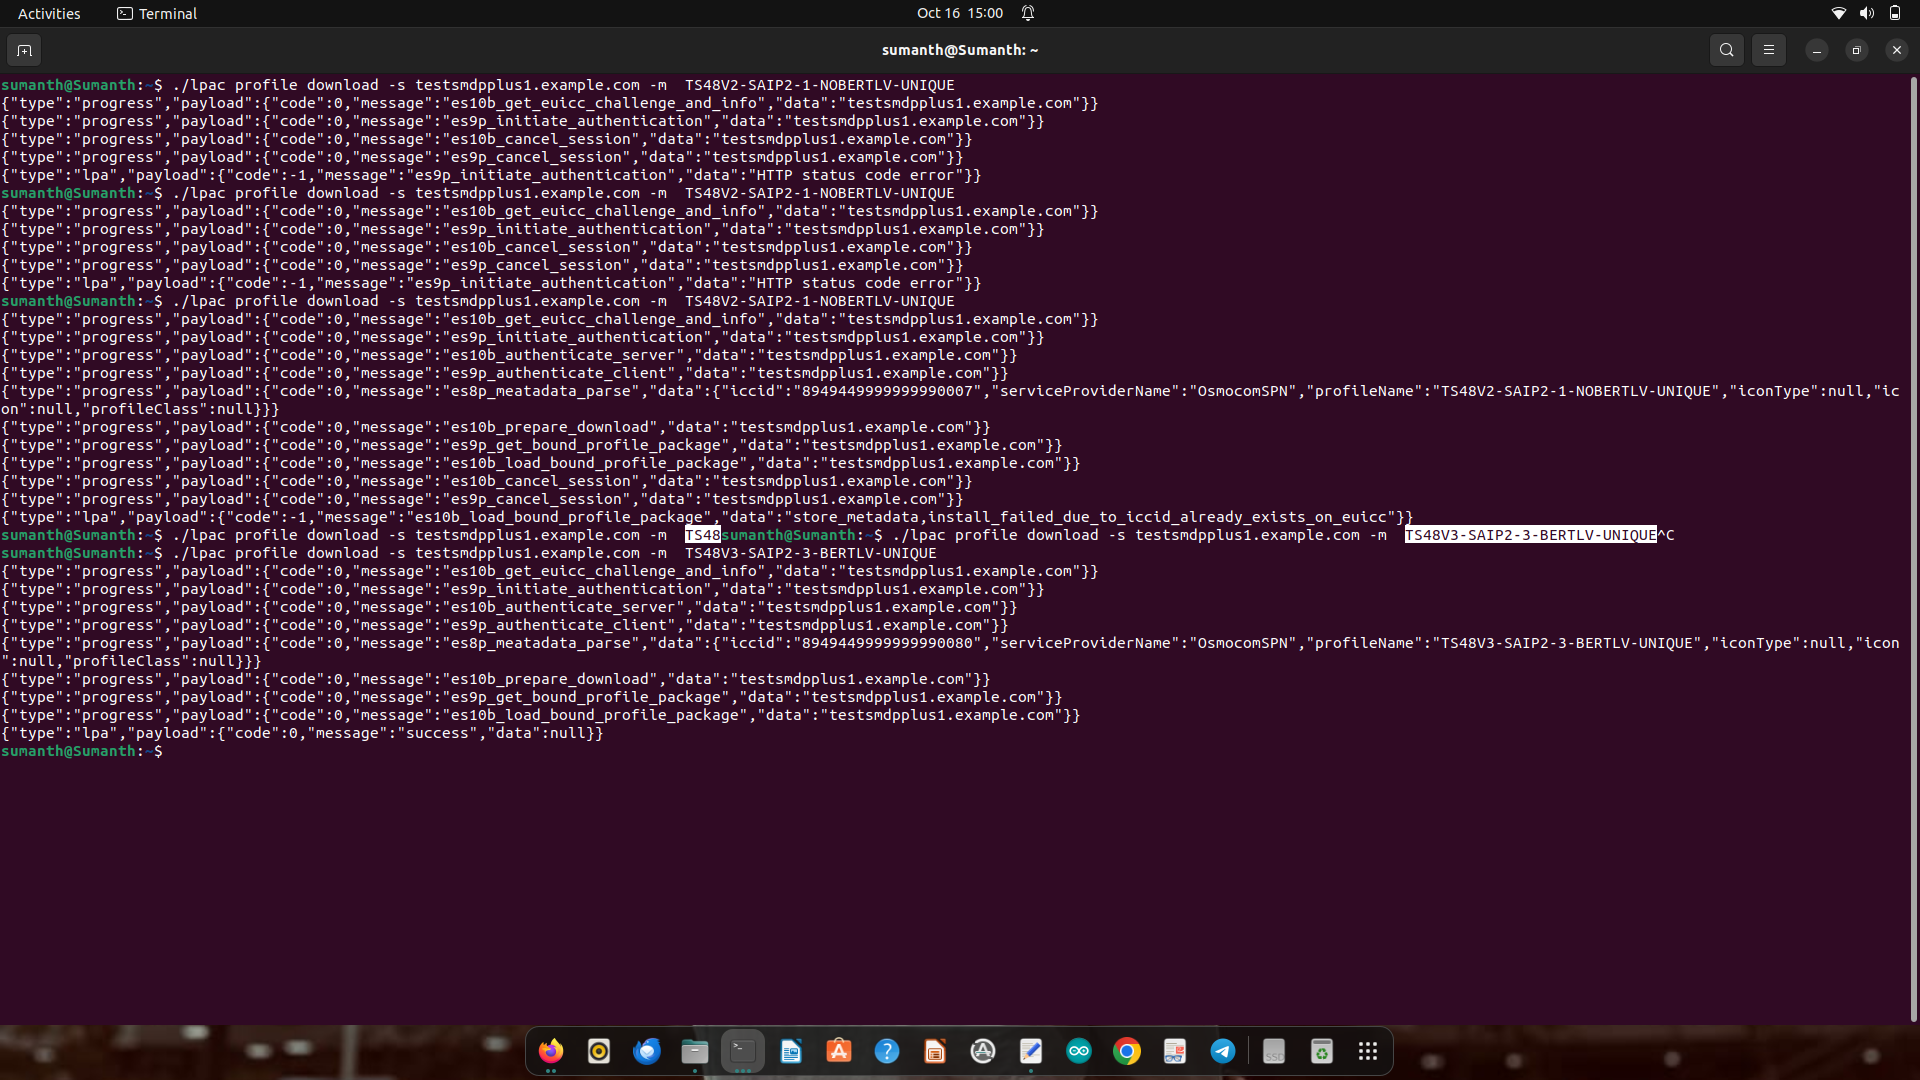 Activities Terminal Oct 16 15:00
sumanth@Sumanth: ~
sumanth@Sumanth:~$ ./lpac profile download -s testsmdpplus1.example.com -m  TS48V2-SAIP2-1-NOBERTLV-UNIQUE
{"type":"progress","payload":{"code":0,"message":"es10b_get_euicc_challenge_and_info","data":"testsmdpplus1.example.com"}}
{"type":"progress","payload":{"code":0,"message":"es9p_initiate_authentication","data":"testsmdpplus1.example.com"}}
{"type":"progress","payload":{"code":0,"message":"es10b_cancel_session","data":"testsmdpplus1.example.com"}}
{"type":"progress","payload":{"code":0,"message":"es9p_cancel_session","data":"testsmdpplus1.example.com"}}
{"type":"lpa","payload":{"code":-1,"message":"es9p_initiate_authentication","data":"HTTP status code error"}}
sumanth@Sumanth:~$ ./lpac profile download -s testsmdpplus1.example.com -m  TS48V2-SAIP2-1-NOBERTLV-UNIQUE
{"type":"progress","payload":{"code":0,"message":"es10b_get_euicc_challenge_and_info","data":"testsmdpplus1.example.com"}}
{"type":"progress","payload":{"code":0,"message":"es9p_initiate_authentication","data":"testsmdpplus1.example.com"}}
{"type":"progress","payload":{"code":0,"message":"es10b_cancel_session","data":"testsmdpplus1.example.com"}}
{"type":"progress","payload":{"code":0,"message":"es9p_cancel_session","data":"testsmdpplus1.example.com"}}
{"type":"lpa","payload":{"code":-1,"message":"es9p_initiate_authentication","data":"HTTP status code error"}}
sumanth@Sumanth:~$ ./lpac profile download -s testsmdpplus1.example.com -m  TS48V2-SAIP2-1-NOBERTLV-UNIQUE
{"type":"progress","payload":{"code":0,"message":"es10b_get_euicc_challenge_and_info","data":"testsmdpplus1.example.com"}}
{"type":"progress","payload":{"code":0,"message":"es9p_initiate_authentication","data":"testsmdpplus1.example.com"}}
{"type":"progress","payload":{"code":0,"message":"es10b_authenticate_server","data":"testsmdpplus1.example.com"}}
{"type":"progress","payload":{"code":0,"message":"es9p_authenticate_client","data":"testsmdpplus1.example.com"}}
{"type":"progress","payload":{"code":0,"message":"es8p_meatadata_parse","data":{"iccid":"8949449999999990007","serviceProviderName":"OsmocomSPN","profileName":"TS48V2-SAIP2-1-NOBERTLV-UNIQUE","iconType":null,"ic
on":null,"profileClass":null}}}
{"type":"progress","payload":{"code":0,"message":"es10b_prepare_download","data":"testsmdpplus1.example.com"}}
{"type":"progress","payload":{"code":0,"message":"es9p_get_bound_profile_package","data":"testsmdpplus1.example.com"}}
{"type":"progress","payload":{"code":0,"message":"es10b_load_bound_profile_package","data":"testsmdpplus1.example.com"}}
{"type":"progress","payload":{"code":0,"message":"es10b_cancel_session","data":"testsmdpplus1.example.com"}}
{"type":"progress","payload":{"code":0,"message":"es9p_cancel_session","data":"testsmdpplus1.example.com"}}
{"type":"lpa","payload":{"code":-1,"message":"es10b_load_bound_profile_package","data":"store_metadata,install_failed_due_to_iccid_already_exists_on_euicc"}}
sumanth@Sumanth:~$ ./lpac profile download -s testsmdpplus1.example.com -m  TS48sumanth@Sumanth:~$ ./lpac profile download -s testsmdpplus1.example.com -m  TS48V3-SAIP2-3-BERTLV-UNIQUE^C
sumanth@Sumanth:~$ ./lpac profile download -s testsmdpplus1.example.com -m  TS48V3-SAIP2-3-BERTLV-UNIQUE
{"type":"progress","payload":{"code":0,"message":"es10b_get_euicc_challenge_and_info","data":"testsmdpplus1.example.com"}}
{"type":"progress","payload":{"code":0,"message":"es9p_initiate_authentication","data":"testsmdpplus1.example.com"}}
{"type":"progress","payload":{"code":0,"message":"es10b_authenticate_server","data":"testsmdpplus1.example.com"}}
{"type":"progress","payload":{"code":0,"message":"es9p_authenticate_client","data":"testsmdpplus1.example.com"}}
{"type":"progress","payload":{"code":0,"message":"es8p_meatadata_parse","data":{"iccid":"8949449999999990080","serviceProviderName":"OsmocomSPN","profileName":"TS48V3-SAIP2-3-BERTLV-UNIQUE","iconType":null,"icon
":null,"profileClass":null}}}
{"type":"progress","payload":{"code":0,"message":"es10b_prepare_download","data":"testsmdpplus1.example.com"}}
{"type":"progress","payload":{"code":0,"message":"es9p_get_bound_profile_package","data":"testsmdpplus1.example.com"}}
{"type":"progress","payload":{"code":0,"message":"es10b_load_bound_profile_package","data":"testsmdpplus1.example.com"}}
{"type":"lpa","payload":{"code":0,"message":"success","data":null}}
sumanth@Sumanth:~$
SSD